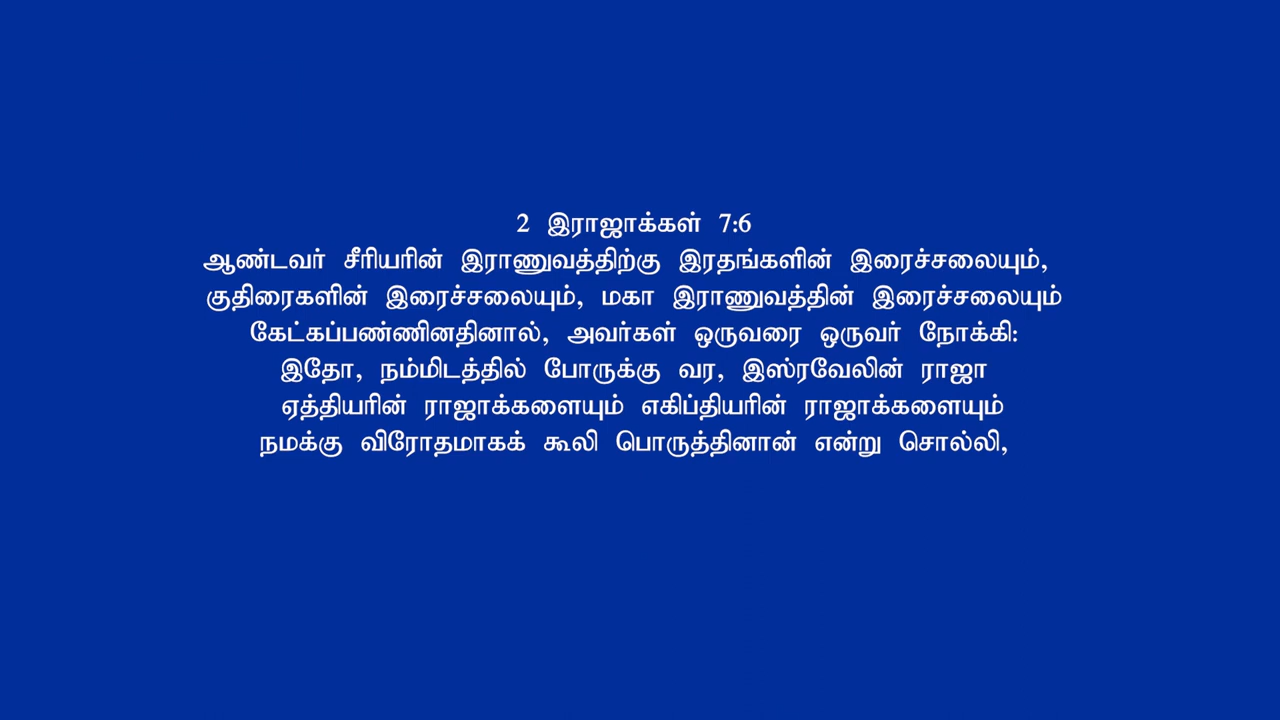 2 இராஜாக்கள் 7:6
ஆண்டவர் சீரியரின் இராணுவத்திற்கு இரதங்களின் இரைச்சலையும்,
குதிரைகளின் இரைச்சலையும், மகா இராணுவத்தின் இரைச்சலையும்
கேட்கப்பண்ணினதினால், அவர்கள் ஒருவரை ஒருவர் நோக்கி:
இதோ, நம்மிடத்தில் போருக்கு வர, இஸ்ரவேலின் ராஜா
ஏத்தியரின் ராஜாக்களையும் எகிப்தியரின் ராஜாக்களையும்
நமக்கு விரோதமாகக் கூலி பொருத்தினான் என்று சொல்லி,